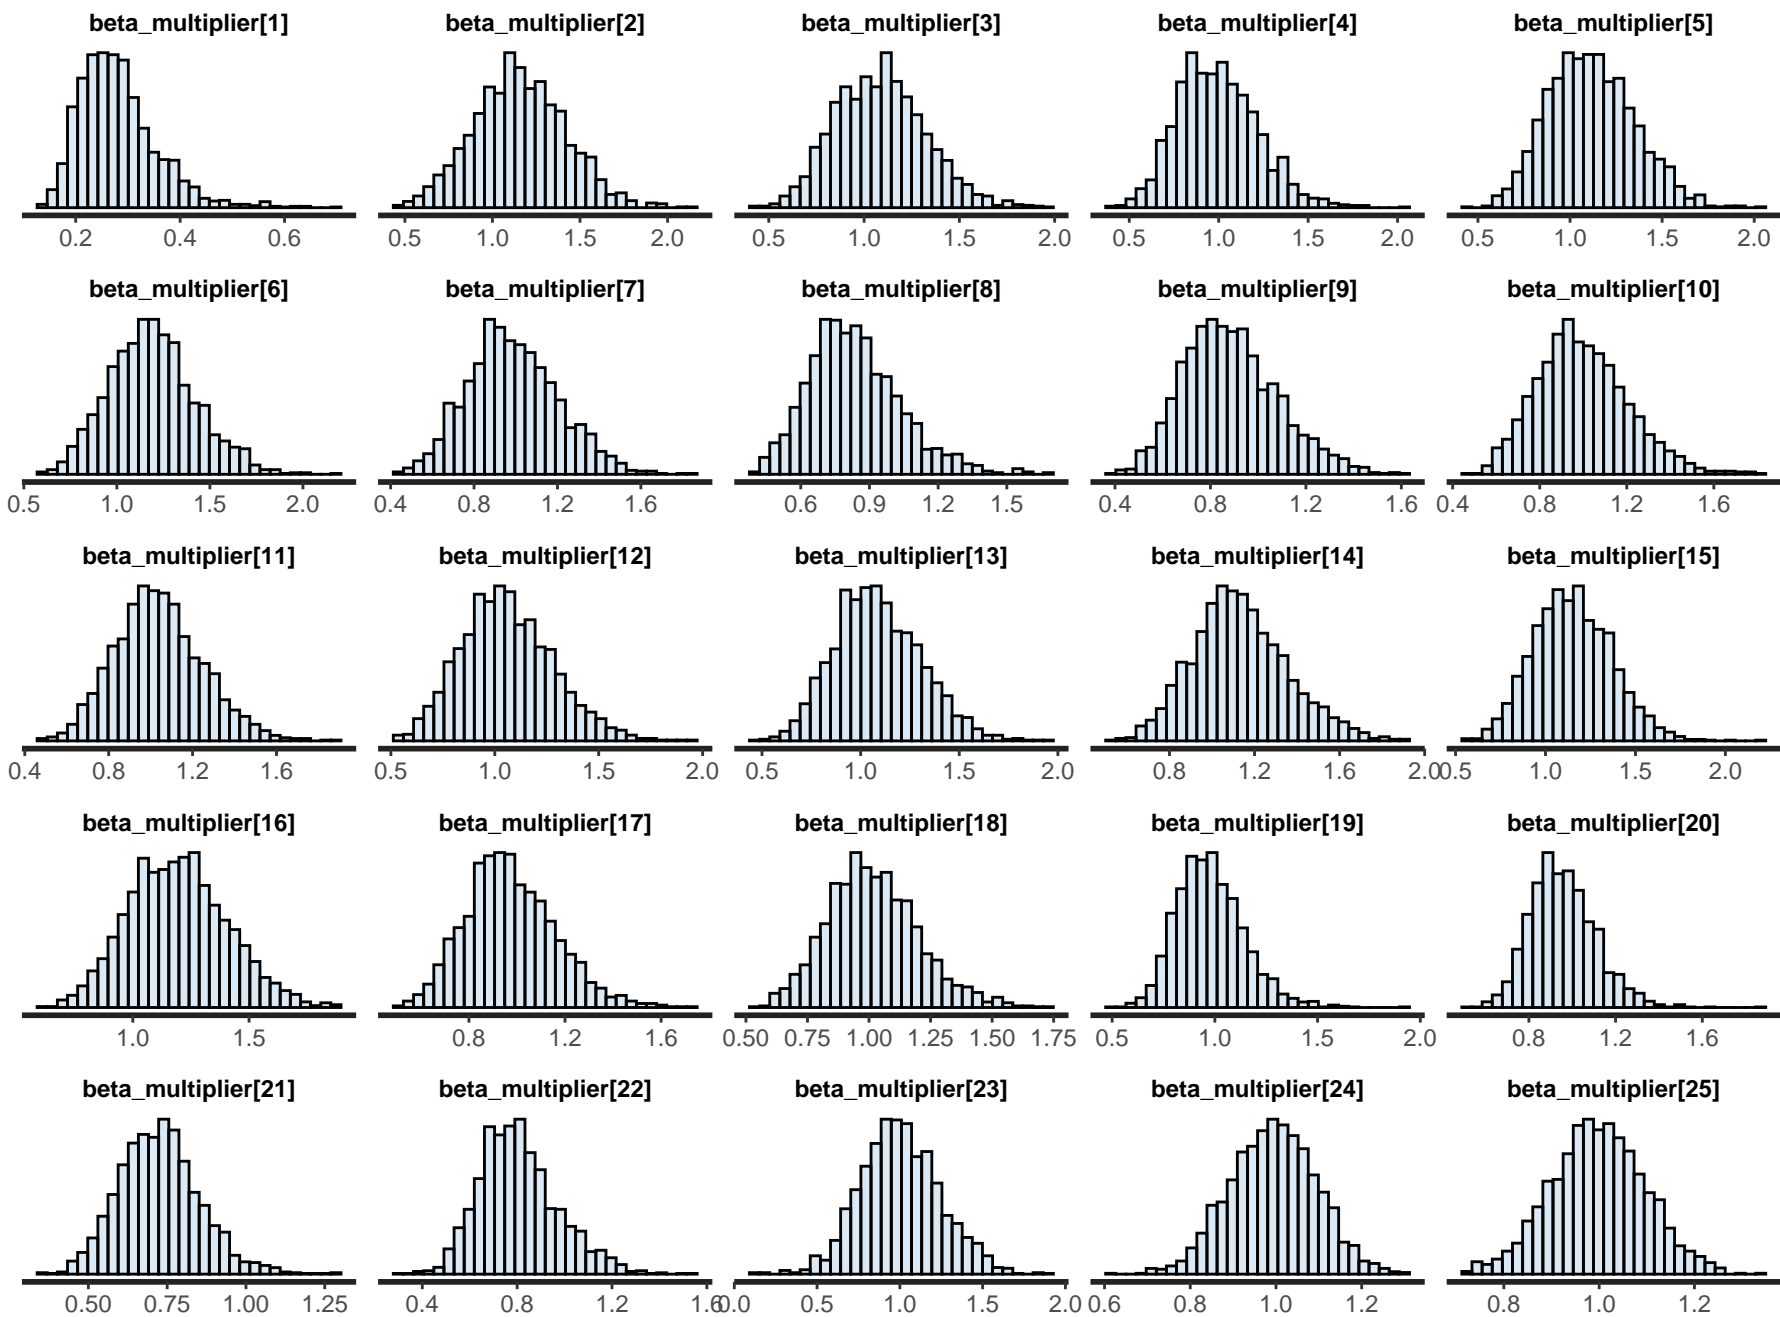 beta_multiplier[1] beta_multiplier[2] beta_multiplier[3] beta_multiplier[4] beta_multiplier[5]
0.2 0.4 0.6 0.5 1.0 1.5 2.0 0.5 1.0 1.5 2.0 0.5 1.0 1.5 2.0 0.5 1.0 1.5 2.0
beta_multiplier[6] beta_multiplier[7] beta_multiplier[8] beta_multiplier[9] beta_multiplier[10]
0.5 1.0 1.5 2.0 0.4 0.8 1.2 1.6 0.6 0.9 1.2 1.5 0.4 0.8 1.2 1.6 0.4 0.8 1.2 1.6
beta_multiplier[11] beta_multiplier[12] beta_multiplier[13] beta_multiplier[14] beta_multiplier[15]
0.4 0.8 1.2 1.6 0.5 1.0 1.5 2.0 0.5 1.0 1.5 2.0 0.8 1.2 1.6 2.0 0.5 1.0 1.5 2.0
beta_multiplier[16] beta_multiplier[17] beta_multiplier[18] beta_multiplier[19] beta_multiplier[20]
1.0 1.5 0.8 1.2 1.6 0.50 0.75 1.00 1.25 1.50 1.75 0.5 1.0 1.5 2.0 0.8 1.2 1.6
beta_multiplier[21] beta_multiplier[22] beta_multiplier[23] beta_multiplier[24] beta_multiplier[25]
0.50 0.75 1.00 1.25 0.4 0.8 1.2 1.6 0.0 0.5 1.0 1.5 2.0 0.6 0.8 1.0 1.2 0.8 1.0 1.2